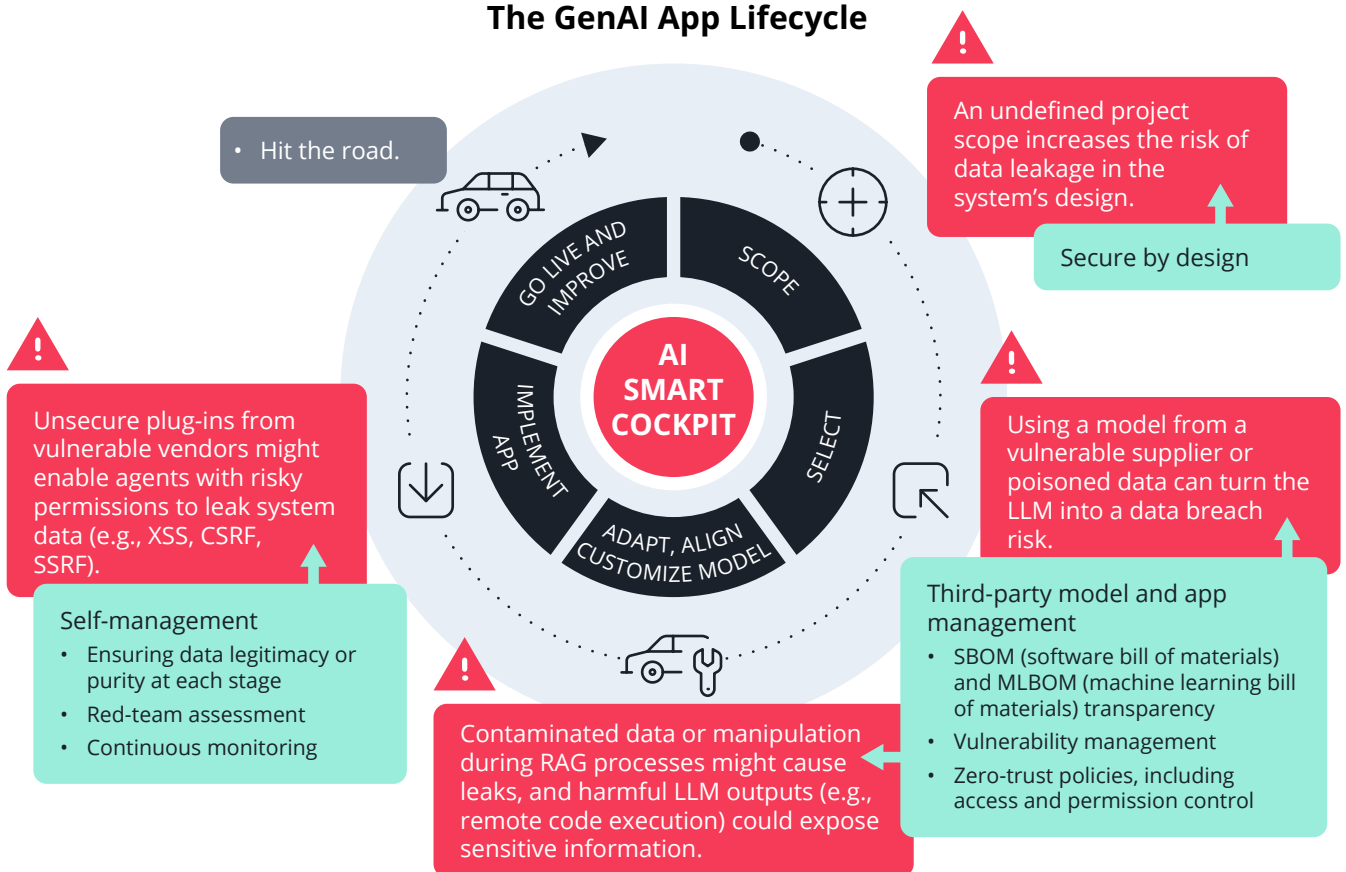 The GenAI App Lifecycle
An undefined project
scope increases the risk of
data leakage in the
system’s design.
Secure by design
• Hit the road.
GO LIVE AND
IMPROVE
SCOPE
SELECT
ADAPT, ALIGN
CUSTOMIZE MODEL
IMPLEMENT
APP
AI
SMART
COCKPIT
Using a model from a
vulnerable supplier or
poisoned data can turn the
LLM into a data breach
risk.
Third-party model and app
management
• SBOM (software bill of materials)
and MLBOM (machine learning bill
of materials) transparency
• Vulnerability management
• Zero-trust policies, including
access and permission control
Contaminated data or manipulation
during RAG processes might cause
leaks, and harmful LLM outputs (e.g.,
remote code execution) could expose
sensitive information.
Unsecure plug-ins from
vulnerable vendors might
enable agents with risky
permissions to leak system
data (e.g., XSS, CSRF,
SSRF).
Self-management
• Ensuring data legitimacy or
purity at each stage
• Red-team assessment
• Continuous monitoring